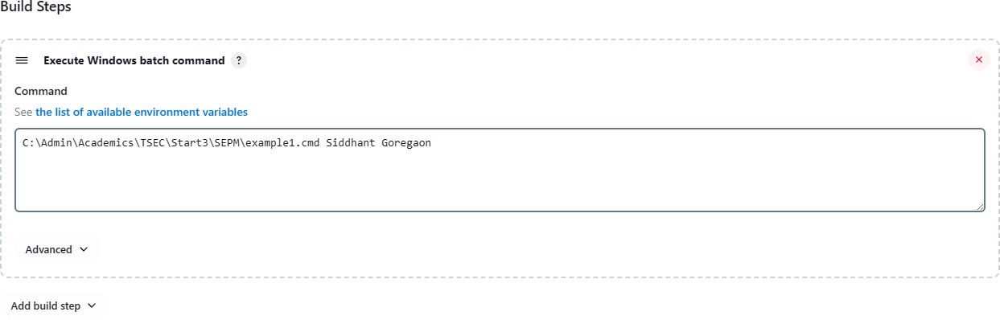 Build Steps
Execute Windows batch command ?
Command
See the list of available environment variables
C:\Admin\Academics\TSEC\Start3\SEPM\example1.cmd Siddhant Goregaon
Advanced
Add build step